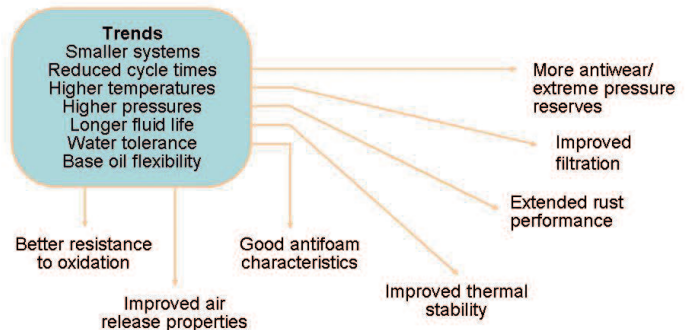 Trends
Smaller systems
Reduced cycle times
Higher temperatures
Higher pressures
Longer fluid life
Water tolerance
Base oil flexibility
More antiwear/
extreme pressure
reserves
Improved
filtration
Extended rust
performance
Better resistance
to oxidation
Good antifoam
characteristics
Improved air
release properties
Improved thermal
stability